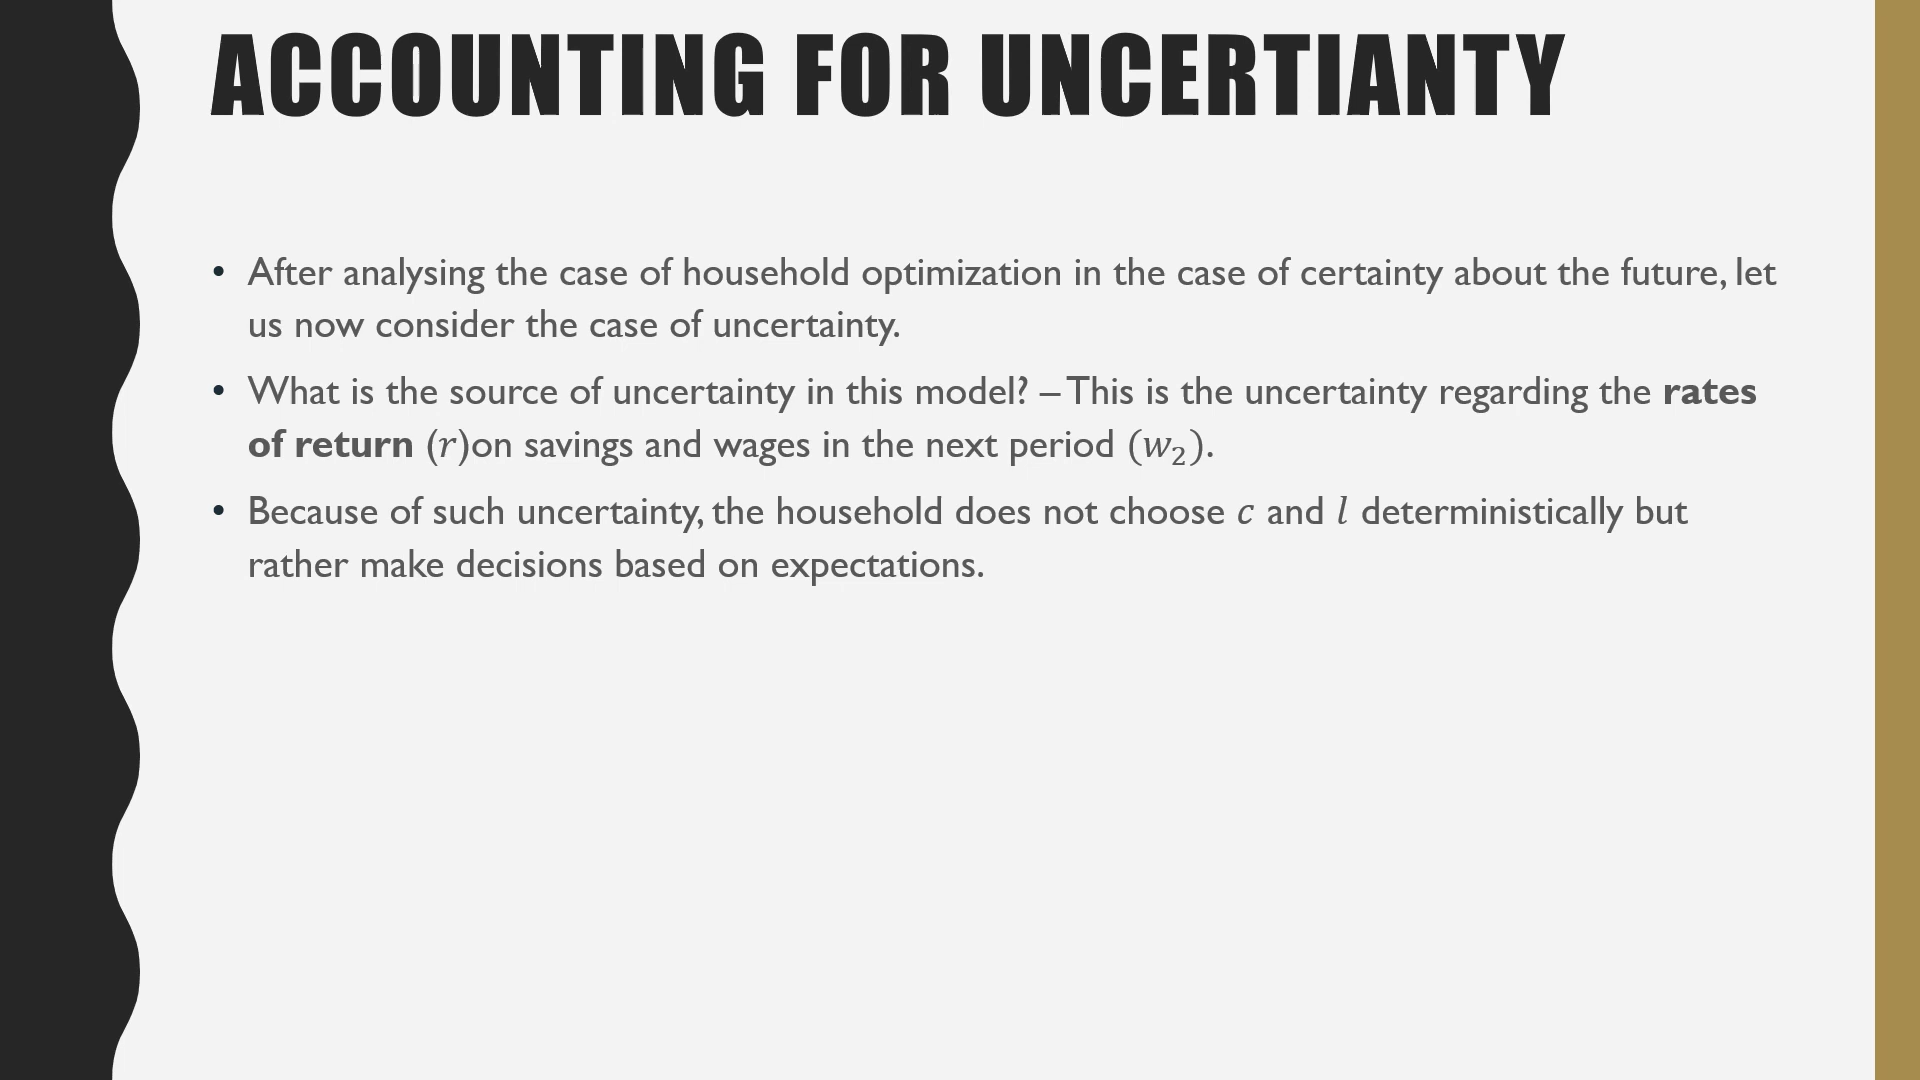 ACCOUNTING FOR UNCERTIANTY
• After analysing the case of household optimization in the case of certainty about the future, let
us now consider the case of uncertainty.
• What is the source of uncertainty in this model? – This is the uncertainty regarding the rates
of return (r)on savings and wages in the next period (w₂).
• Because of such uncertainty, the household does not choose c and l deterministically but
rather make decisions based on expectations.